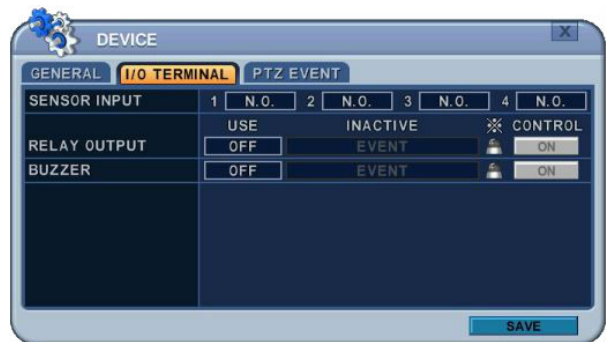 DEVICE
X
GENERAL I/O TERMINAL PTZ EVENT
SENSOR INPUT 1 N.O. 2 N.O. 3 N.O. 4 N.O.
USE INACTIVE ※ CONTROL
RELAY OUTPUT OFF EVENT ON
BUZZER OFF EVENT ON
SAVE